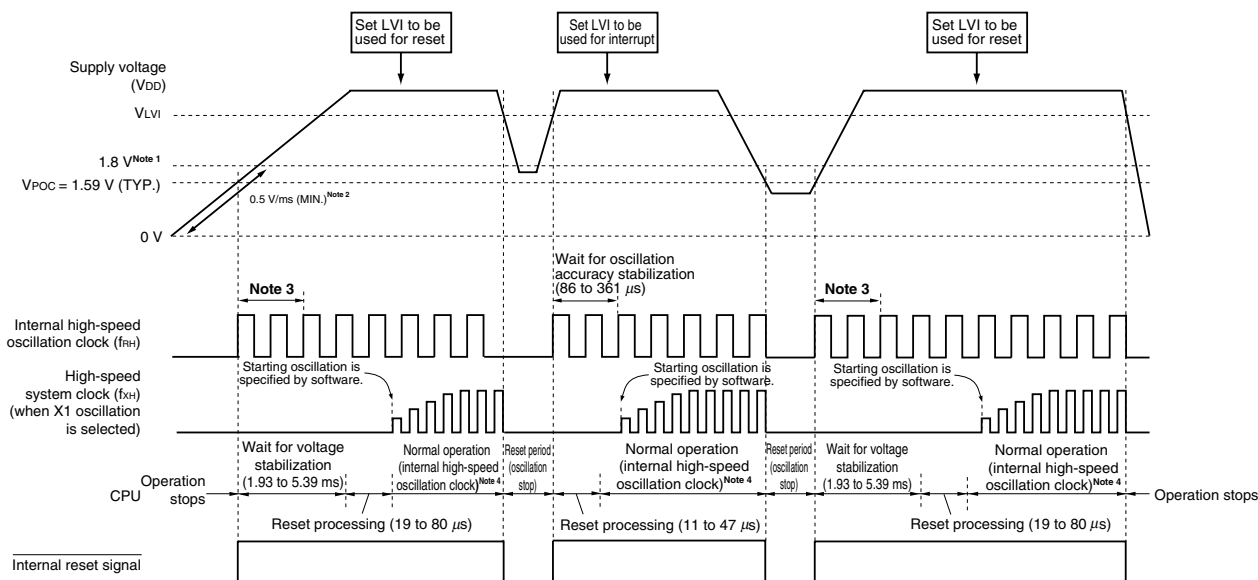 Set LVI to be
used for reset
Set LVI to be
used for interrupt
Set LVI to be
used for reset
Supply voltage
(VDD)
VLVI
1.8 V Note 1
VPOC = 1.59 V (TYP.)
0.5 V/ms (MIN.) Note 2
0 V
Wait for oscillation
accuracy stabilization
(86 to 361 μs)
Note 3
Note 3
Internal high-speed
oscillation clock (fRH)
Starting oscillation is
specified by software.
Starting oscillation is
specified by software.
Starting oscillation is
specified by software.
High-speed
system clock (fXH)
(when X1 oscillation
is selected)
Wait for voltage
stabilization
(1.93 to 5.39 ms)
Normal operation
(internal high-speed
oscillation clock) Note 4
Reset period
(oscillation
stop)
Normal operation
(internal high-speed
oscillation clock) Note 4
Reset period
(oscillation
stop)
Wait for voltage
stabilization
(1.93 to 5.39 ms)
Normal operation
(internal high-speed
oscillation clock) Note 4
CPU
Operation
stops
Operation stops
Reset processing (19 to 80 μs)
Reset processing (11 to 47 μs)
Reset processing (19 to 80 μs)
Internal reset signal